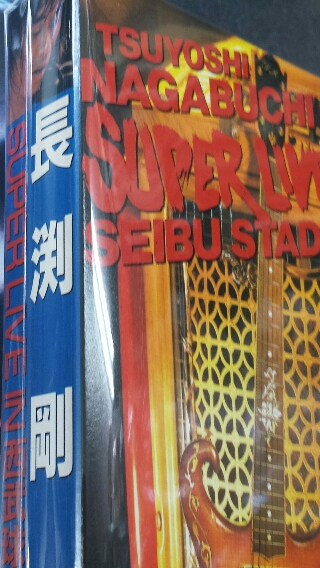 TSUYOSHI
NAGABUCHI
SUPER LIV
SEIBU STAD
長渕 剛
SUPER LIVE IN